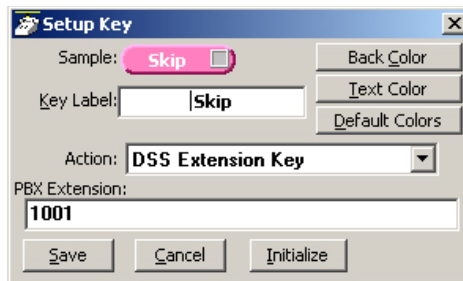 Setup Key
Sample: Skip Back Color
Key Label: Skip Text Color
Default Colors
Action: DSS Extension Key
PBX Extension:
1001
Save Cancel Initialize